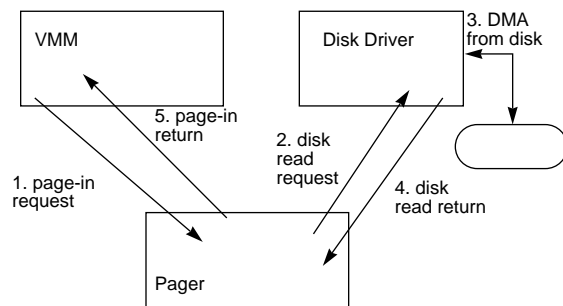 VMM
Disk Driver
3. DMA
from disk
5. page-in
return
2. disk
read
request
1. page-in
request
4. disk
read return
Pager